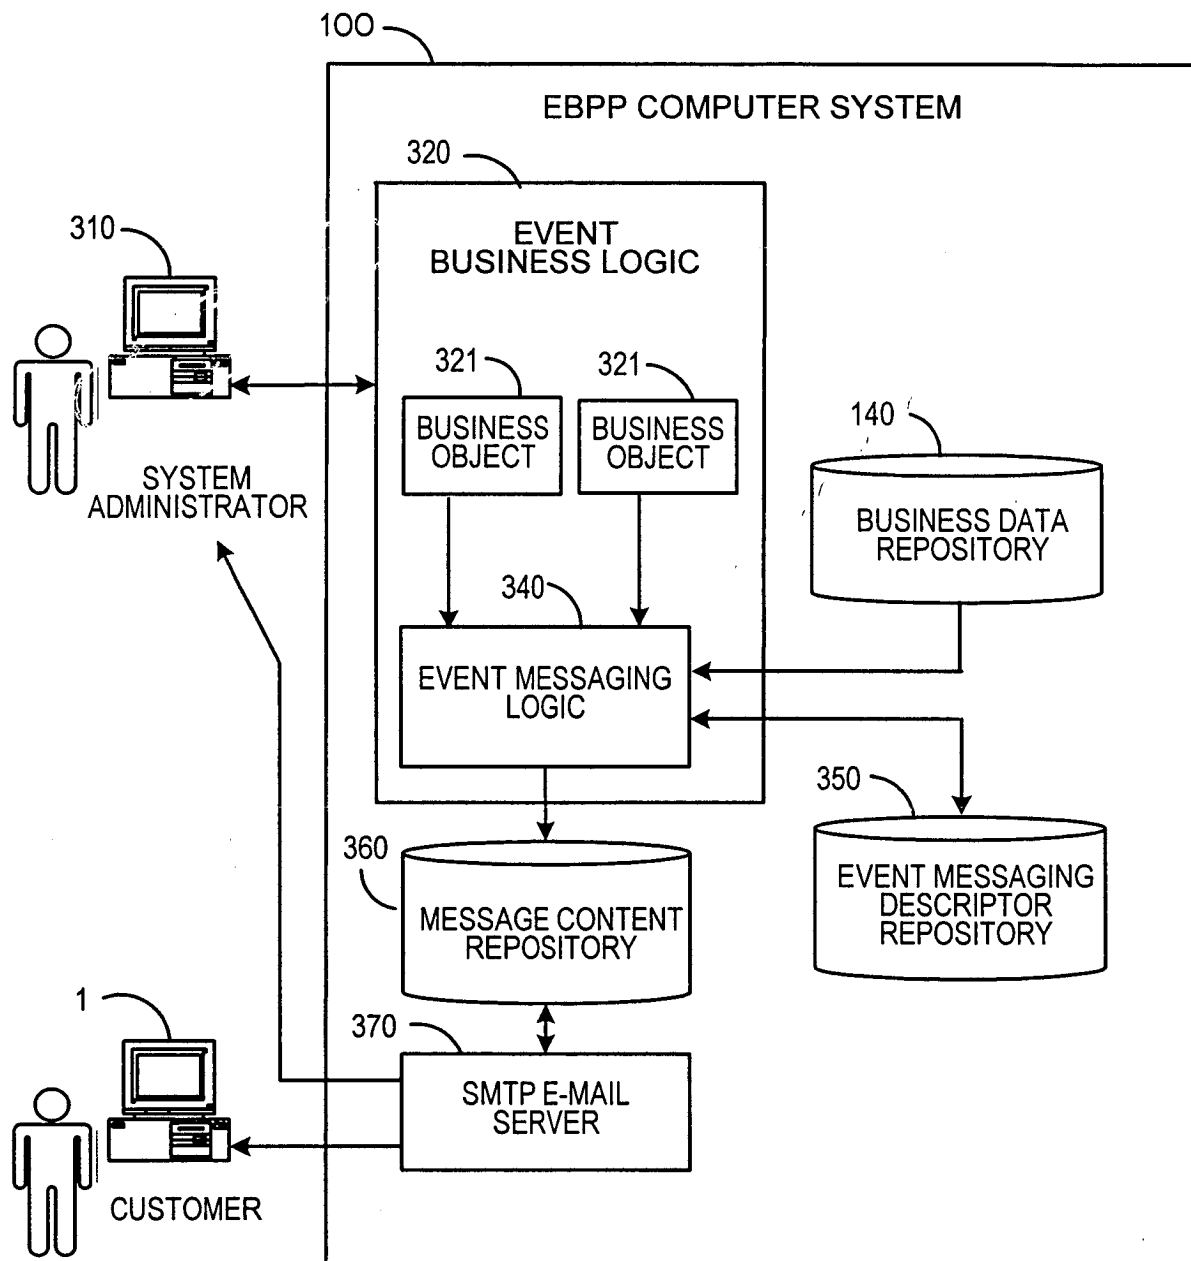 100
EBPP COMPUTER SYSTEM
320
EVENT
BUSINESS LOGIC
310
SYSTEM
ADMINISTRATOR
321
BUSINESS
OBJECT
321
BUSINESS
OBJECT
140
BUSINESS DATA
REPOSITORY
340
EVENT MESSAGING
LOGIC
350
EVENT MESSAGING
DESCRIPTOR
REPOSITORY
360
MESSAGE CONTENT
REPOSITORY
370
SMTP E-MAIL
SERVER
1
CUSTOMER